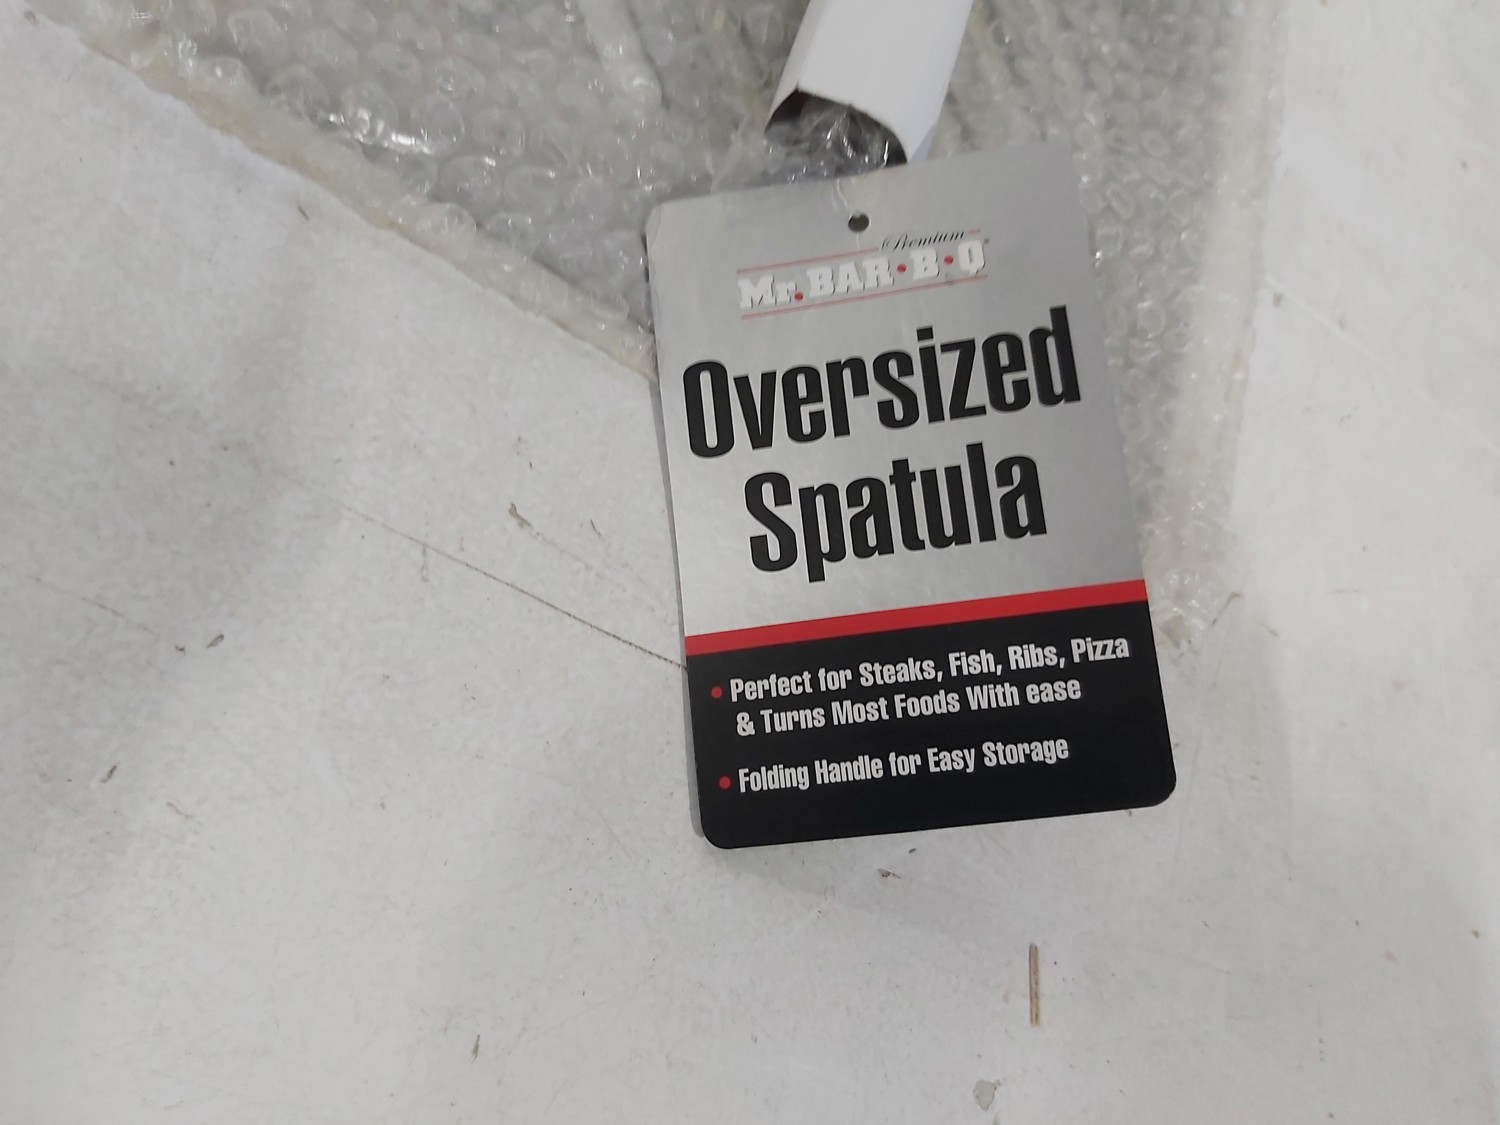 Premium
Mr. BAR•B•Q
Oversized
Spatula
• Perfect for Steaks, Fish, Ribs, Pizza
& Turns Most Foods With ease
• Folding Handle for Easy Storage